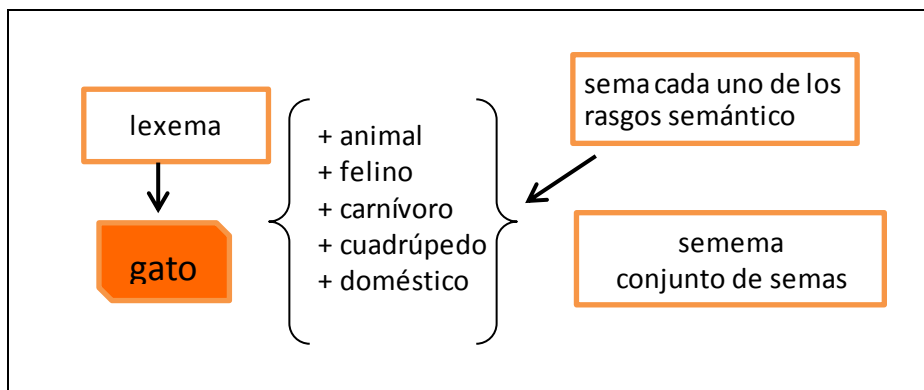 lexema
gato
+ animal
+ felino
+ carnívoro
+ cuadrúpedo
+ doméstico
sema cada uno de los
rasgos semántico
semema
conjunto de semas